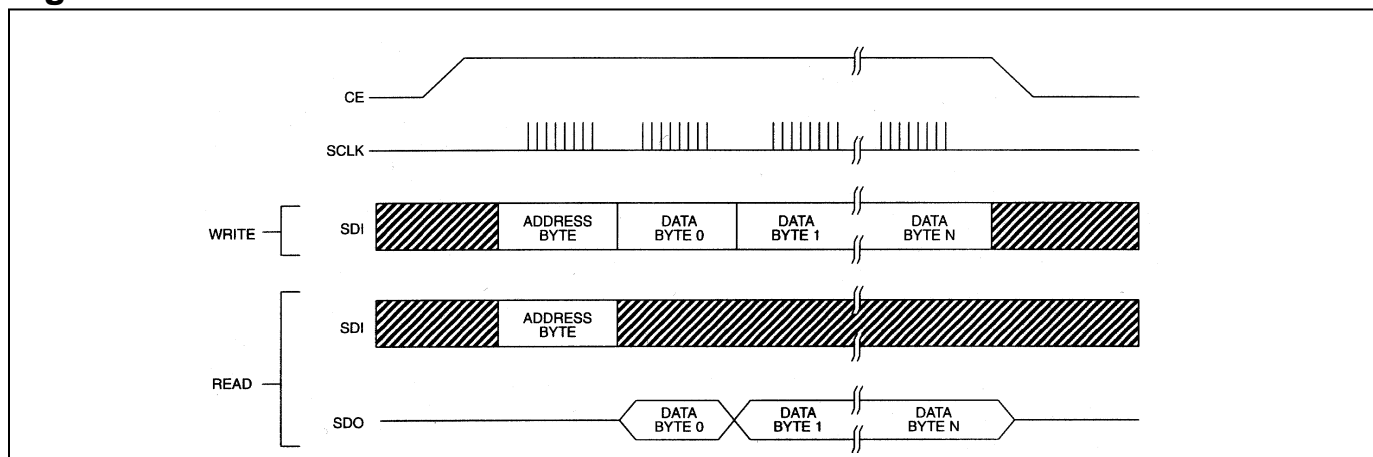 CE
SCLK
WRITE
SDI
ADDRESS
BYTE
DATA
BYTE 0
DATA
BYTE 1
DATA
BYTE N
READ
SDI
ADDRESS
BYTE
SDO
DATA
BYTE 0
DATA
BYTE 1
DATA
BYTE N